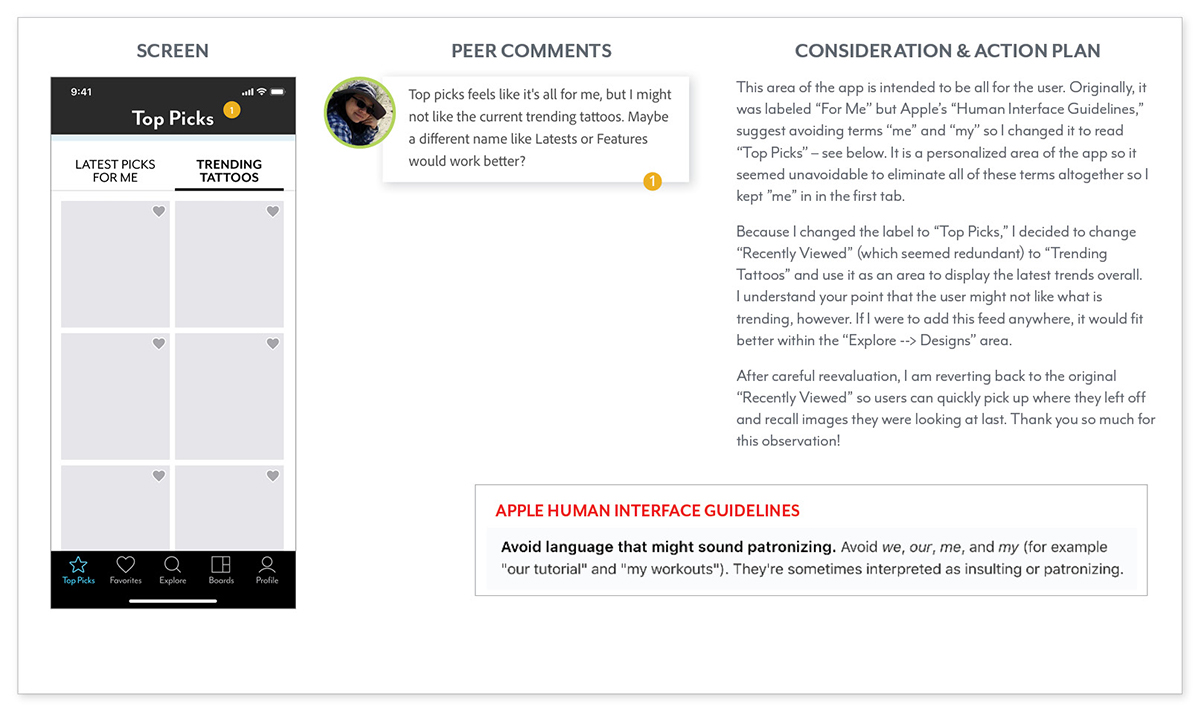 SCREEN
9:41
Top Picks
1
LATEST PICKS
FOR ME
TRENDING
TATTOOS
Top Picks
Favorites
Explore
Boards
Profile
PEER COMMENTS
Top picks feels like it's all for me, but I might
not like the current trending tattoos. Maybe
a different name like Latests or Features
would work better?
1
CONSIDERATION & ACTION PLAN
This area of the app is intended to be all for the user. Originally, it
was labeled “For Me” but Apple’s “Human Interface Guidelines,”
suggest avoiding terms “me” and “my” so I changed it to read
“Top Picks” – see below. It is a personalized area of the app so it
seemed unavoidable to eliminate all of these terms altogether so I
kept ”me” in in the first tab.
Because I changed the label to “Top Picks,” I decided to change
“Recently Viewed” (which seemed redundant) to “Trending
Tattoos” and use it as an area to display the latest trends overall.
I understand your point that the user might not like what is
trending, however. If I were to add this feed anywhere, it would fit
better within the “Explore --> Designs” area.
After careful reevaluation, I am reverting back to the original
“Recently Viewed” so users can quickly pick up where they left off
and recall images they were looking at last. Thank you so much for
this observation!
APPLE HUMAN INTERFACE GUIDELINES
Avoid language that might sound patronizing. Avoid we, our, me, and my (for example
"our tutorial" and "my workouts"). They're sometimes interpreted as insulting or patronizing.